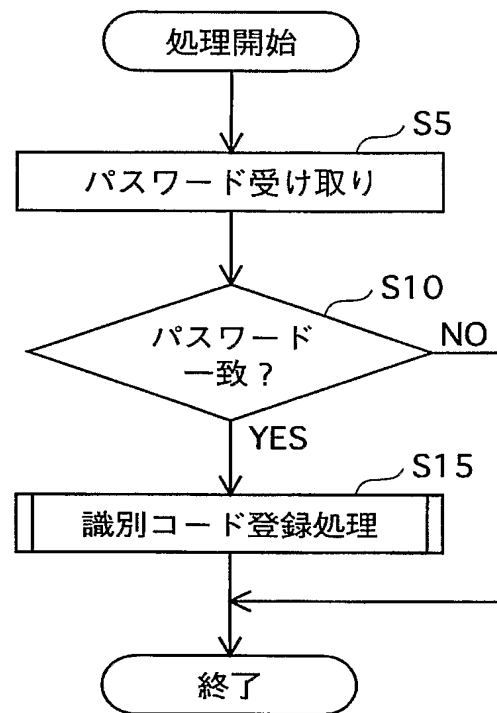 処理開始
S5
パスワード受け取り
S10
パスワード
一致？
NO
YES
S15
識別コード登録処理
終了